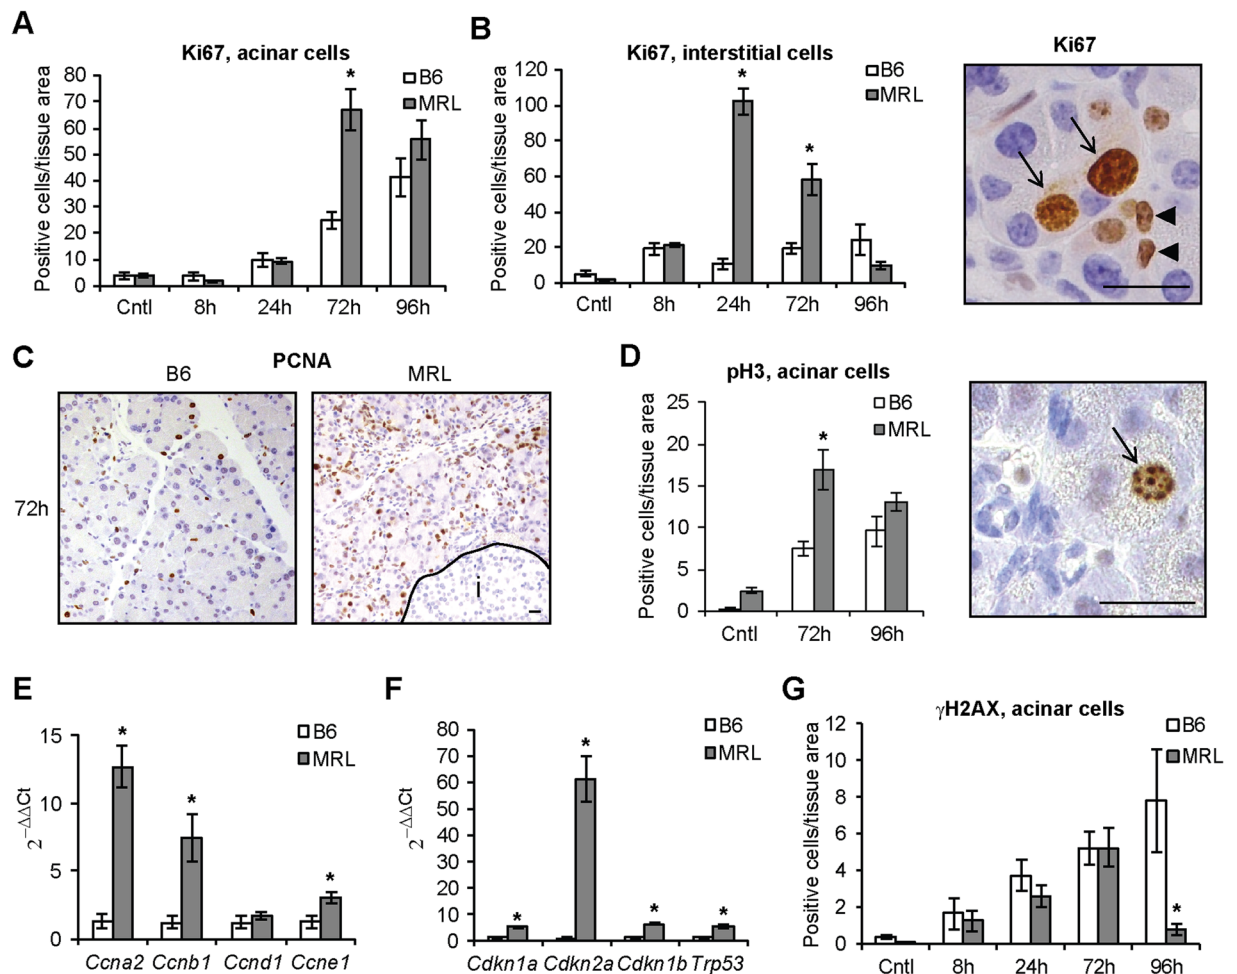 A
Ki67, acinar cells
B6
MRL
Positive cells/tissue area
80
70
60
50
40
30
20
10
0
*
Cntl 8h 24h 72h 96h
B
Ki67, interstitial cells
B6
MRL
Positive cells/tissue area
120
100
80
60
40
20
0
* *
Cntl 8h 24h 72h 96h
Ki67
C
PCNA
B6 MRL
72h
i
D
pH3, acinar cells
B6
MRL
Positive cells/tissue area
25
20
15
10
5
0
*
Cntl 72h 96h
E
B6
MRL
2^−ΔΔCt
15
10
5
0
* * *
Ccna2 Ccnb1 Ccnd1 Ccne1
F
B6
MRL
2^−ΔΔCt
80
70
60
50
40
30
20
10
0
* * * *
Cdkn1a Cdkn2a Cdkn1b Trp53
G
γH2AX, acinar cells
B6
MRL
Positive cells/tissue area
12
10
8
6
4
2
0
*
Cntl 8h 24h 72h 96h